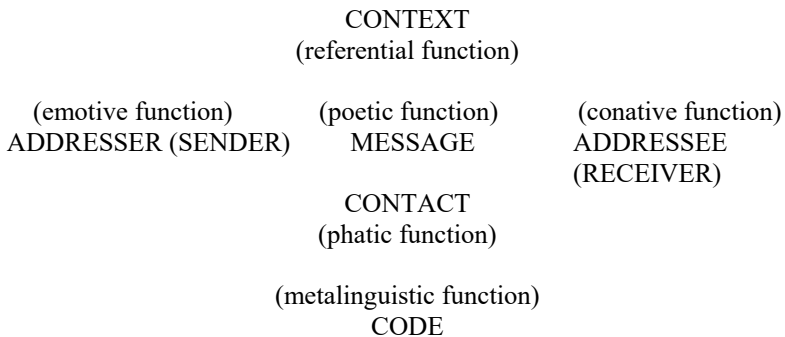 CONTEXT
(referential function)
(emotive function) (poetic function) (conative function)
ADDRESSER (SENDER) MESSAGE ADDRESSEE
(RECEIVER)
CONTACT
(phatic function)
(metalinguistic function)
CODE